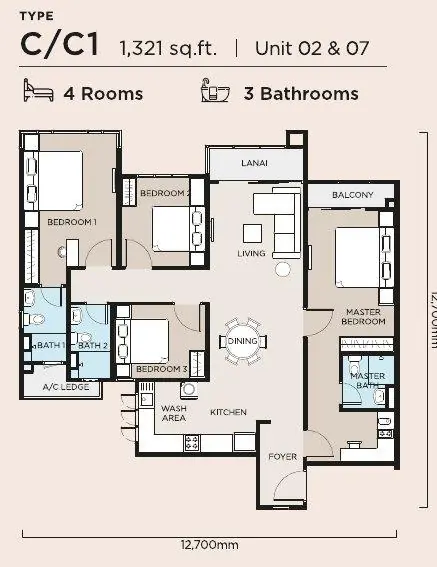 TYPE
C/C1 1,321 sq.ft. | Unit 02 & 07
4 Rooms 3 Bathrooms
LANAI
BALCONY
BEDROOM 2
BEDROOM 1
LIVING
MASTER
BEDROOM
12,700mm
DINING
BATH 1
BATH 2
BEDROOM 3
MASTER
BATH
A/C LEDGE
WASH
AREA
KITCHEN
FOYER
12,700mm